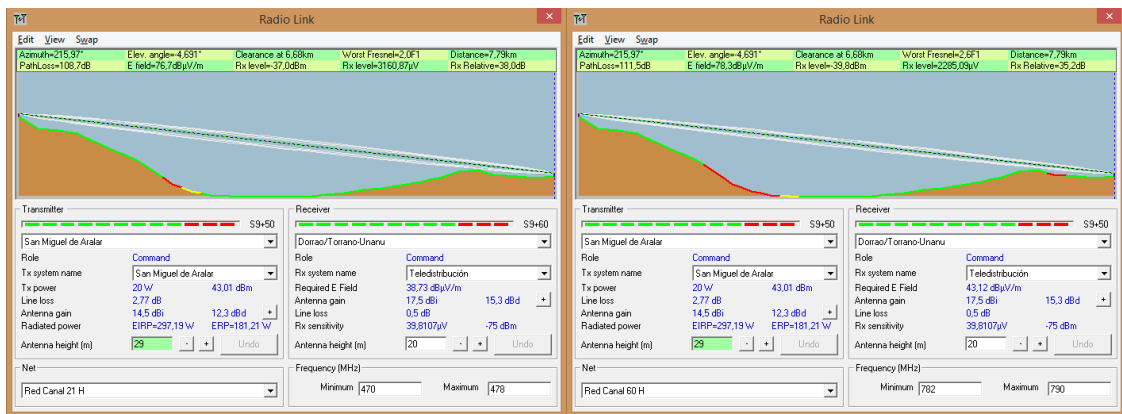 Radio Link
Edit View Swap
Azimuth=215,97° Elev. angle=-4,691° Clearance at 6,68km Worst Fresnel=2,0F1 Distance=7,79km
PathLoss=108,7dB E field=76,7dBµV/m Rx level=-37,0dBm Rx level=3160,87µV Rx Relative=38,0dB
Transmitter
S9+50
San Miguel de Aralar
Role Command
Tx system name San Miguel de Aralar
Tx power 20 W 43,01 dBm
Line loss 2,77 dB
Antenna gain 14,5 dBi 12,3 dBd +
Radiated power EIRP=297,19 W ERP=181,21 W
Antenna height (m) 29 - + Undo
Receiver
S9+60
Dorrao/Torrano-Unanu
Role Command
Rx system name Teledistribución
Required E Field 38,73 dBµV/m
Antenna gain 17,5 dBi 15,3 dBd +
Line loss 0,5 dB
Rx sensitivity 39,8107µV -75 dBm
Antenna height (m) 20 - + Undo
Net
Red Canal 21 H
Frequency (MHz)
Minimum 470 Maximum 478
Radio Link
Edit View Swap
Azimuth=215,97° Elev. angle=-4,691° Clearance at 6,68km Worst Fresnel=2,6F1 Distance=7,79km
PathLoss=111,5dB E field=78,3dBµV/m Rx level=-39,8dBm Rx level=2285,09µV Rx Relative=35,2dB
Transmitter
S9+50
San Miguel de Aralar
Role Command
Tx system name San Miguel de Aralar
Tx power 20 W 43,01 dBm
Line loss 2,77 dB
Antenna gain 14,5 dBi 12,3 dBd +
Radiated power EIRP=297,19 W ERP=181,21 W
Antenna height (m) 29 - + Undo
Receiver
S9+50
Dorrao/Torrano-Unanu
Role Command
Rx system name Teledistribución
Required E Field 43,12 dBµV/m
Antenna gain 17,5 dBi 15,3 dBd +
Line loss 0,5 dB
Rx sensitivity 39,8107µV -75 dBm
Antenna height (m) 20 - + Undo
Net
Red Canal 60 H
Frequency (MHz)
Minimum 782 Maximum 790